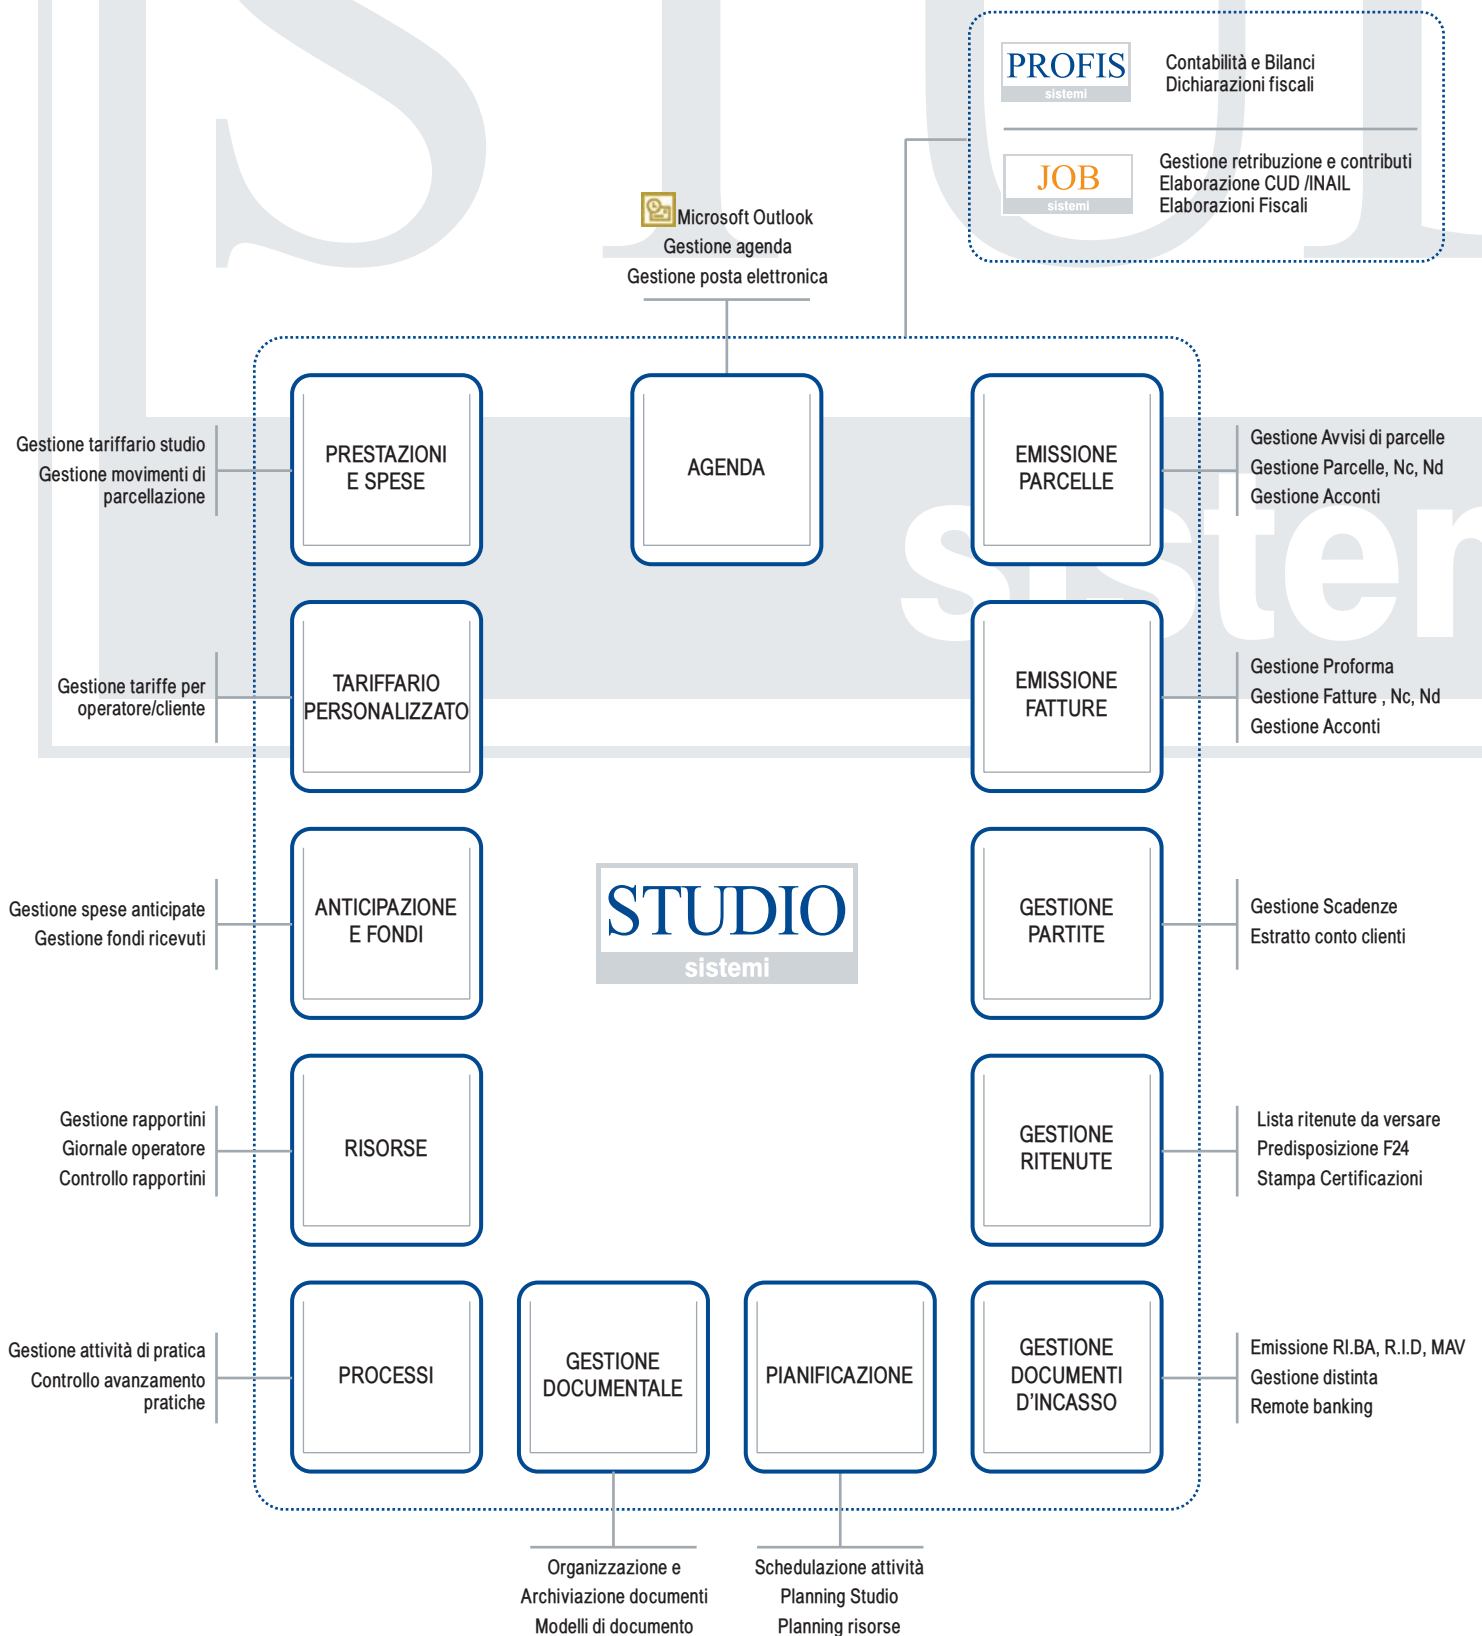 PROFIS
sistemi
Contabilità e Bilanci
Dichiarazioni fiscali
JOB
sistemi
Gestione retribuzione e contributi
Elaborazione CUD /INAIL
Elaborazioni Fiscali
Microsoft Outlook
Gestione agenda
Gestione posta elettronica
Gestione tariffario studio
Gestione movimenti di
parcellazione
PRESTAZIONI
E SPESE
AGENDA
EMISSIONE
PARCELLE
Gestione Avvisi di parcelle
Gestione Parcelle, Nc, Nd
Gestione Acconti
Gestione tariffe per
operatore/cliente
TARIFFARIO
PERSONALIZZATO
EMISSIONE
FATTURE
Gestione Proforma
Gestione Fatture , Nc, Nd
Gestione Acconti
Gestione spese anticipate
Gestione fondi ricevuti
ANTICIPAZIONE
E FONDI
STUDIO
sistemi
GESTIONE
PARTITE
Gestione Scadenze
Estratto conto clienti
Gestione rapportini
Giornale operatore
Controllo rapportini
RISORSE
GESTIONE
RITENUTE
Lista ritenute da versare
Predisposizione F24
Stampa Certificazioni
Gestione attività di pratica
Controllo avanzamento
pratiche
PROCESSI
GESTIONE
DOCUMENTALE
PIANIFICAZIONE
GESTIONE
DOCUMENTI
D'INCASSO
Emissione RI.BA, R.I.D, MAV
Gestione distinta
Remote banking
Organizzazione e
Archiviazione documenti
Modelli di documento
Schedulazione attività
Planning Studio
Planning risorse